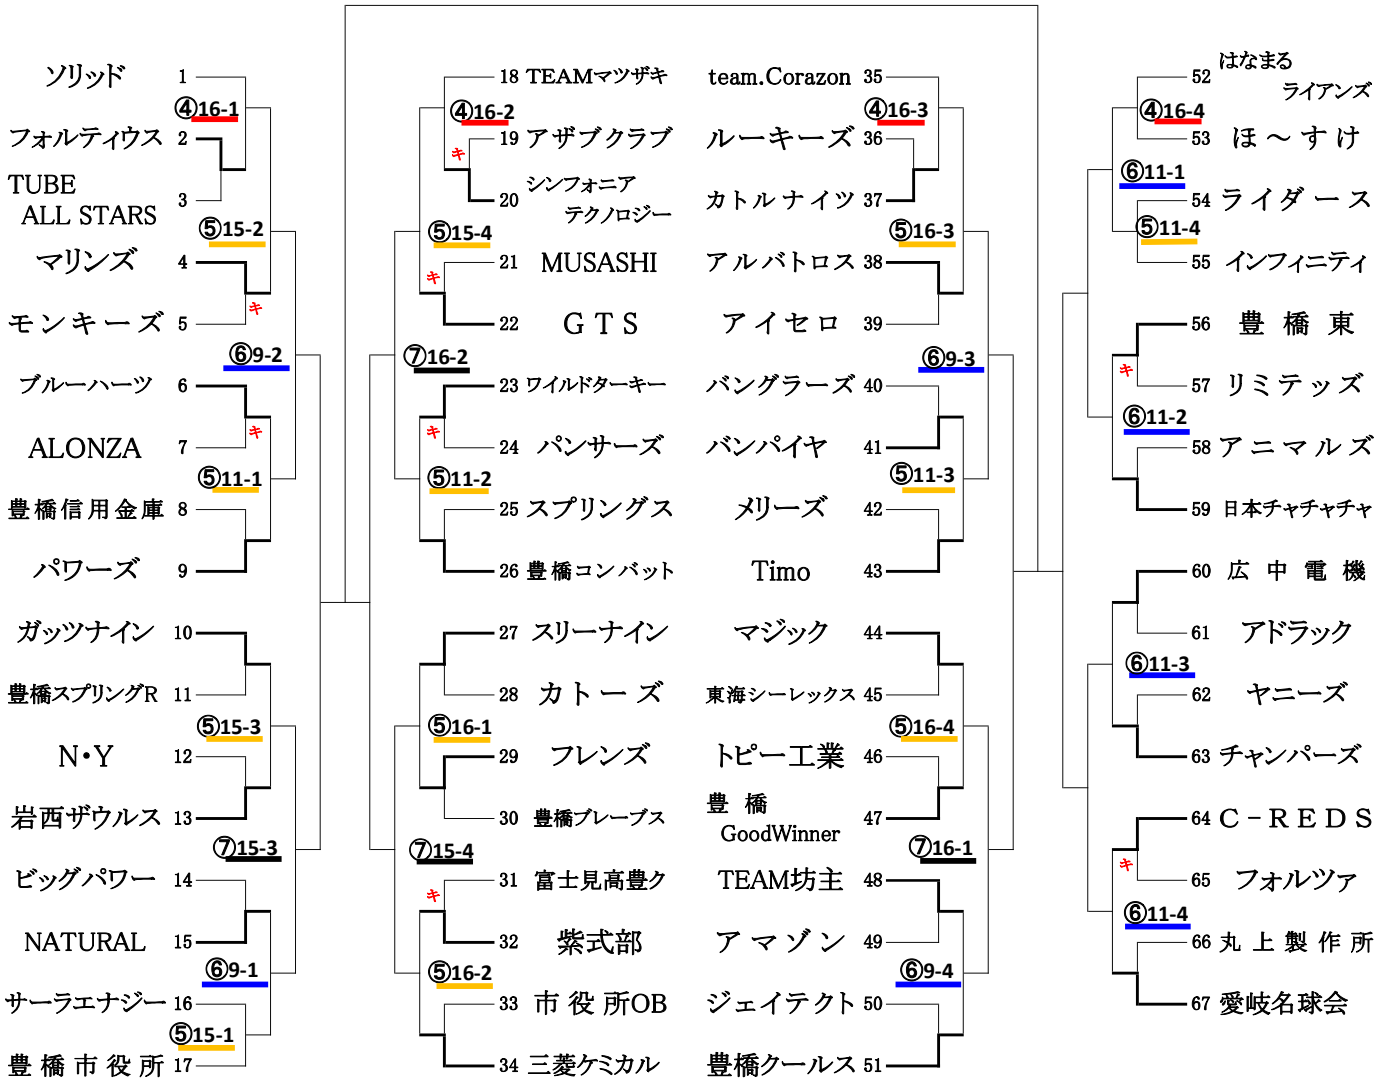 ソリッド 1
④16-1
フォルティウス 2
TUBE
ALL STARS 3
⑤15-2
マリンズ 4
キ
モンキーズ 5
⑥9-2
ブルーハーツ 6
キ
ALONZA 7
⑤11-1
豊橋信用金庫 8
パワーズ 9
ガッツナイン 10
豊橋スプリングR 11
⑤15-3
N・Y 12
岩西ザウルス 13
⑦15-3
ビッグパワー 14
NATURAL 15
⑥9-1
サーラエナジー 16
⑤15-1
豊橋市役所 17
18 TEAMマツザキ
④16-2
19 アザブクラブ
キ
20 シンフォニア
テクノロジー
⑤15-4
21 MUSASHI
キ
22 GTS
⑦16-2
23 ワイルドターキー
キ
24 パンサーズ
⑤11-2
25 スプリングス
26 豊橋コンバット
27 スリーナイン
28 カトーズ
⑤16-1
29 フレンズ
30 豊橋ブレーブス
⑦15-4
31 富士見高豊ク
キ
32 紫式部
⑤16-2
33 市役所OB
34 三菱ケミカル
team.Corazon 35
④16-3
ルーキーズ 36
カトルナイツ 37
⑤16-3
アルバトロス 38
アイセロ 39
⑥9-3
バングラーズ 40
バンパイヤ 41
⑤11-3
メリーズ 42
Timo 43
マジック 44
東海シーレックス 45
⑤16-4
トピー工業 46
豊橋
GoodWinner 47
⑦16-1
TEAM坊主 48
アマゾン 49
⑥9-4
ジェイテクト 50
豊橋クールス 51
52 はなまる
ライアンズ
④16-4
53 ほ～すけ
⑥11-1
54 ライダース
⑤11-4
55 インフィニティ
56 豊橋東
キ
57 リミテッズ
⑥11-2
58 アニマルズ
59 日本チャチャチャ
60 広中電機
61 アドラック
⑥11-3
62 ヤニーズ
63 チャンパーズ
64 C-REDS
キ
65 フォルツァ
⑥11-4
66 丸上製作所
67 愛岐名球会